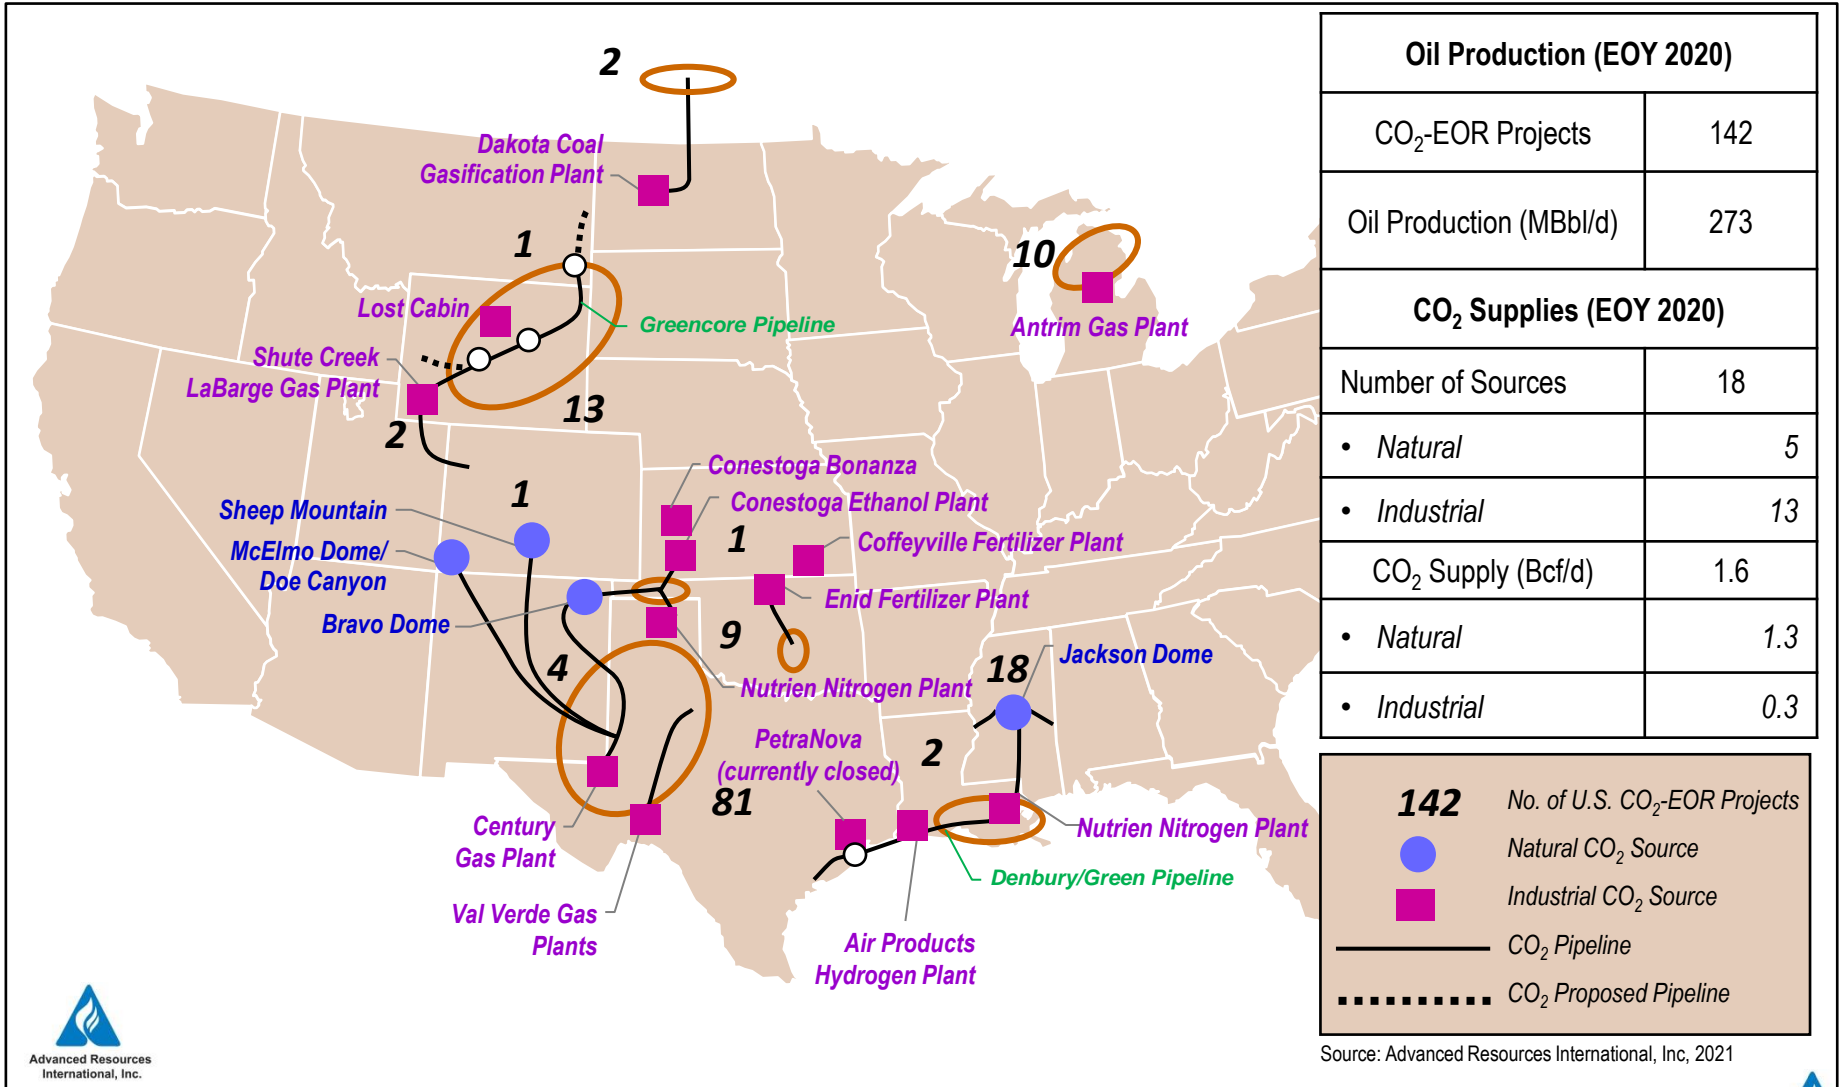 2
Dakota Coal
Gasification Plant
1
10
Lost Cabin
Greencore Pipeline
Antrim Gas Plant
Shute Creek
LaBarge Gas Plant
13
2
Conestoga Bonanza
1
Sheep Mountain
Conestoga Ethanol Plant
McElmo Dome/
Doe Canyon
1
Coffeyville Fertilizer Plant
Bravo Dome
Enid Fertilizer Plant
9
4
18
Jackson Dome
Nutrien Nitrogen Plant
PetraNova
(currently closed)
2
81
Century
Gas Plant
Nutrien Nitrogen Plant
Denbury/Green Pipeline
Val Verde Gas
Plants
Air Products
Hydrogen Plant
Oil Production (EOY 2020)
CO2-EOR Projects 142
Oil Production (MBbl/d) 273
CO2 Supplies (EOY 2020)
Number of Sources 18
• Natural 5
• Industrial 13
CO2 Supply (Bcf/d) 1.6
• Natural 1.3
• Industrial 0.3
142 No. of U.S. CO2-EOR Projects
Natural CO2 Source
Industrial CO2 Source
CO2 Pipeline
CO2 Proposed Pipeline
Source: Advanced Resources International, Inc, 2021
Advanced Resources
International, Inc.